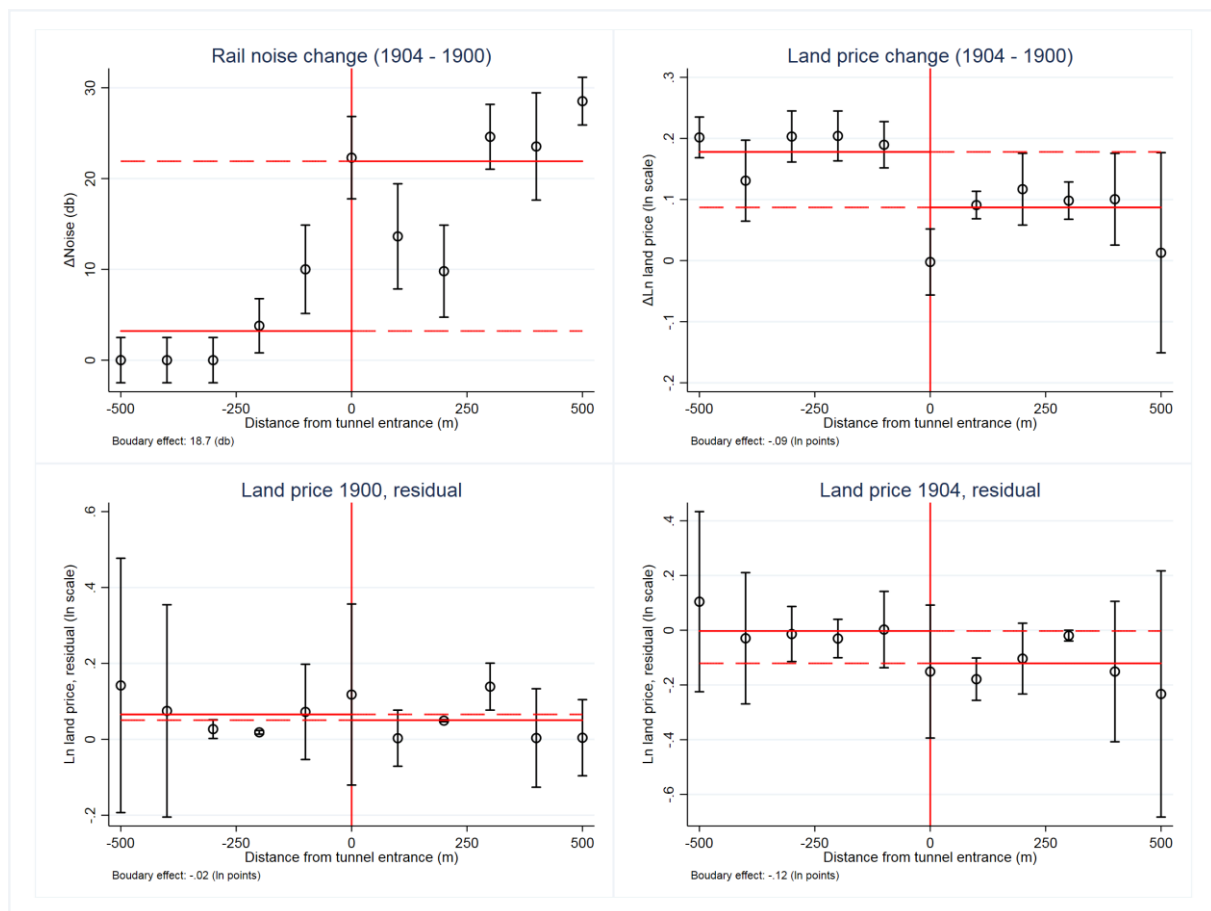 Rail noise change (1904 - 1900)
ΔNoise (db)
30
20
10
0
-500 -250 0 250 500
Distance from tunnel entrance (m)
Boudary effect: 18.7 (db)
Land price change (1904 - 1900)
ΔLn land price (ln scale)
.3
.2
.1
0
-.1
-.2
-500 -250 0 250 500
Distance from tunnel entrance (m)
Boudary effect: -.09 (ln points)
Land price 1900, residual
Ln land price, residual (ln scale)
.6
.4
.2
0
-.2
-500 -250 0 250 500
Distance from tunnel entrance (m)
Boudary effect: -.02 (ln points)
Land price 1904, residual
Ln land price, residual (ln scale)
.4
.2
0
-.2
-.4
-.6
-500 -250 0 250 500
Distance from tunnel entrance (m)
Boudary effect: -.12 (ln points)